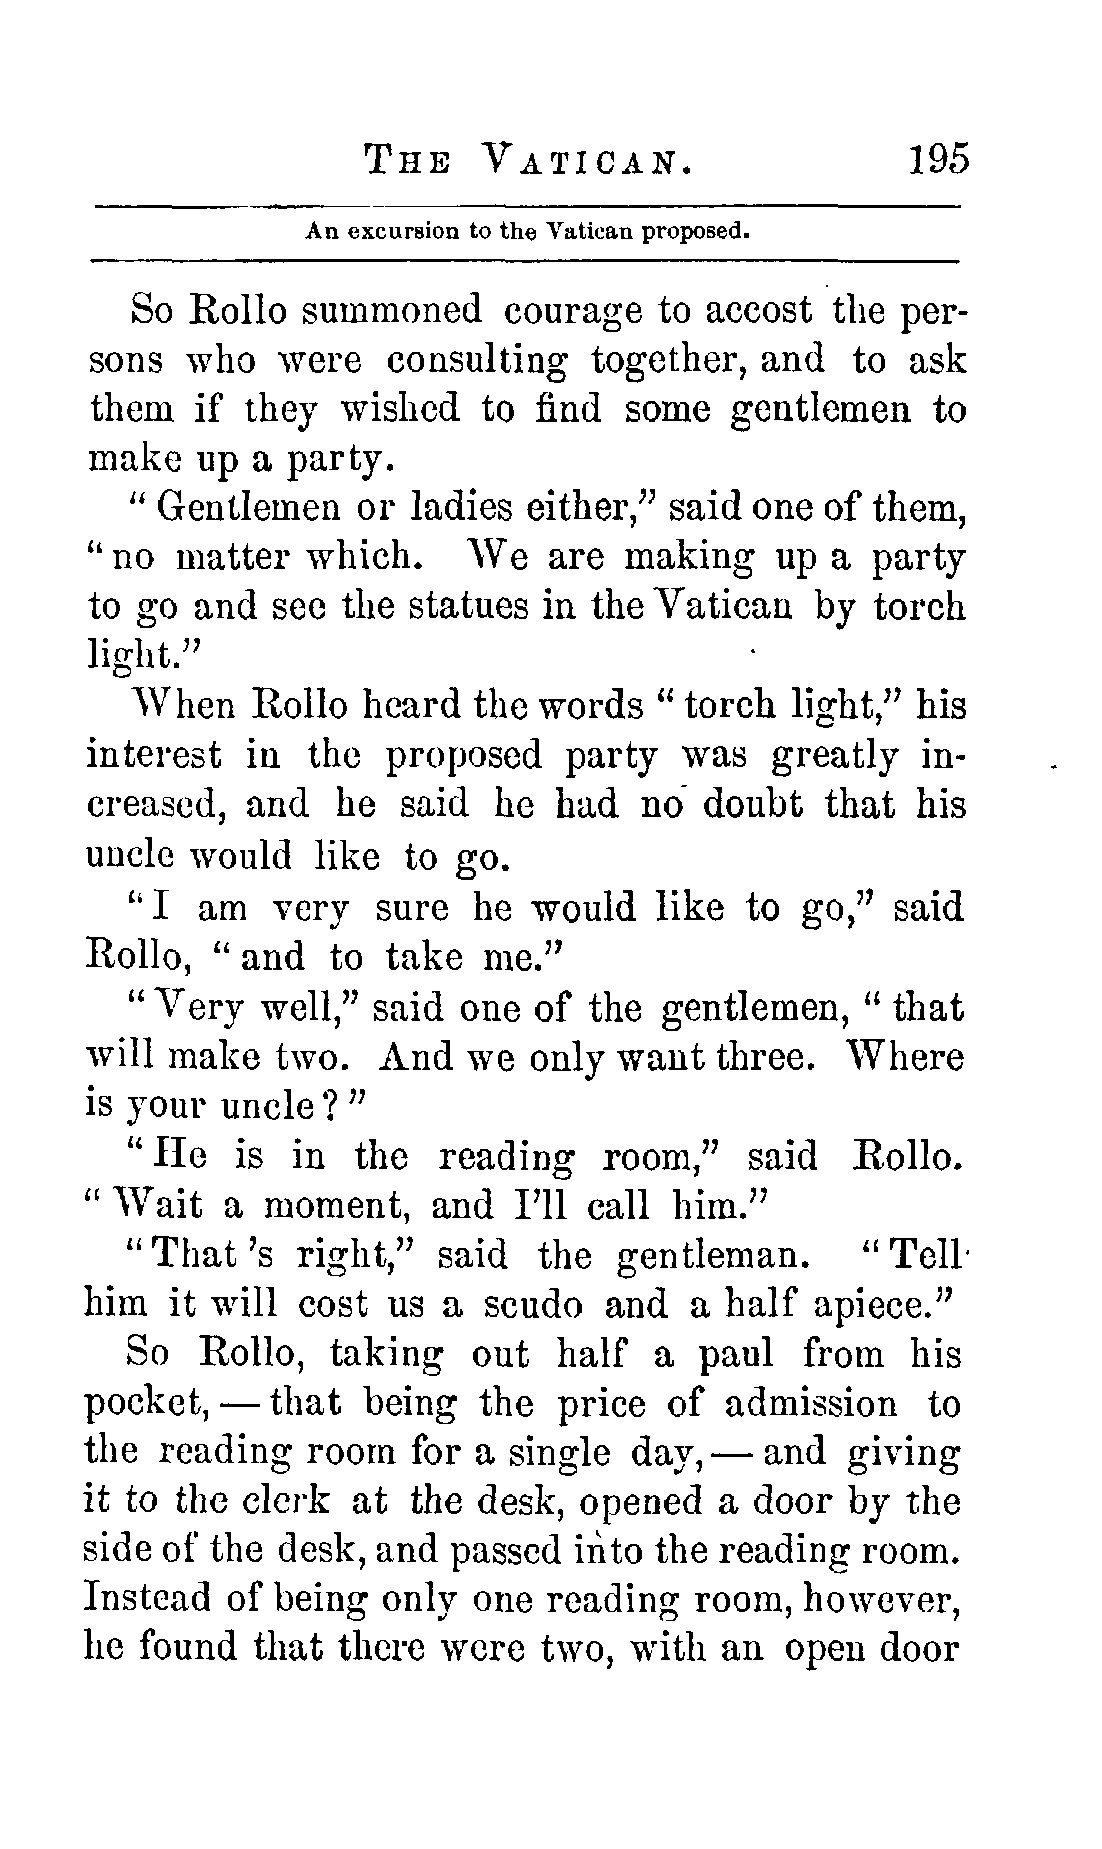 THE VATICAN. 195
An excursion to the Vatican proposed.
So Rollo summoned courage to accost the per-
sons who were consulting together, and to ask
them if they wished to find some gentlemen to
make up a party.
" Gentlemen or ladies either," said one of them,
" no matter which. We are making up a party
to go and see the statues in the Vatican by torch
light."
When Rollo heard the words " torch light," his
interest in the proposed party was greatly in-
creased, and he said he had no doubt that his
uncle would like to go.
" I am very sure he would like to go," said
Rollo, " and to take me."
" Very well," said one of the gentlemen, " that
will make two. And we only want three. Where
is your uncle ? "
" He is in the reading room," said Rollo.
" Wait a moment, and I'll call him."
" That 's right," said the gentleman. " Tell
him it will cost us a scudo and a half apiece."
So Rollo, taking out half a paul from his
pocket, — that being the price of admission to
the reading room for a single day, — and giving
it to the clerk at the desk, opened a door by the
side of the desk, and passed into the reading room.
Instead of being only one reading room, however,
he found that there were two, with an open door